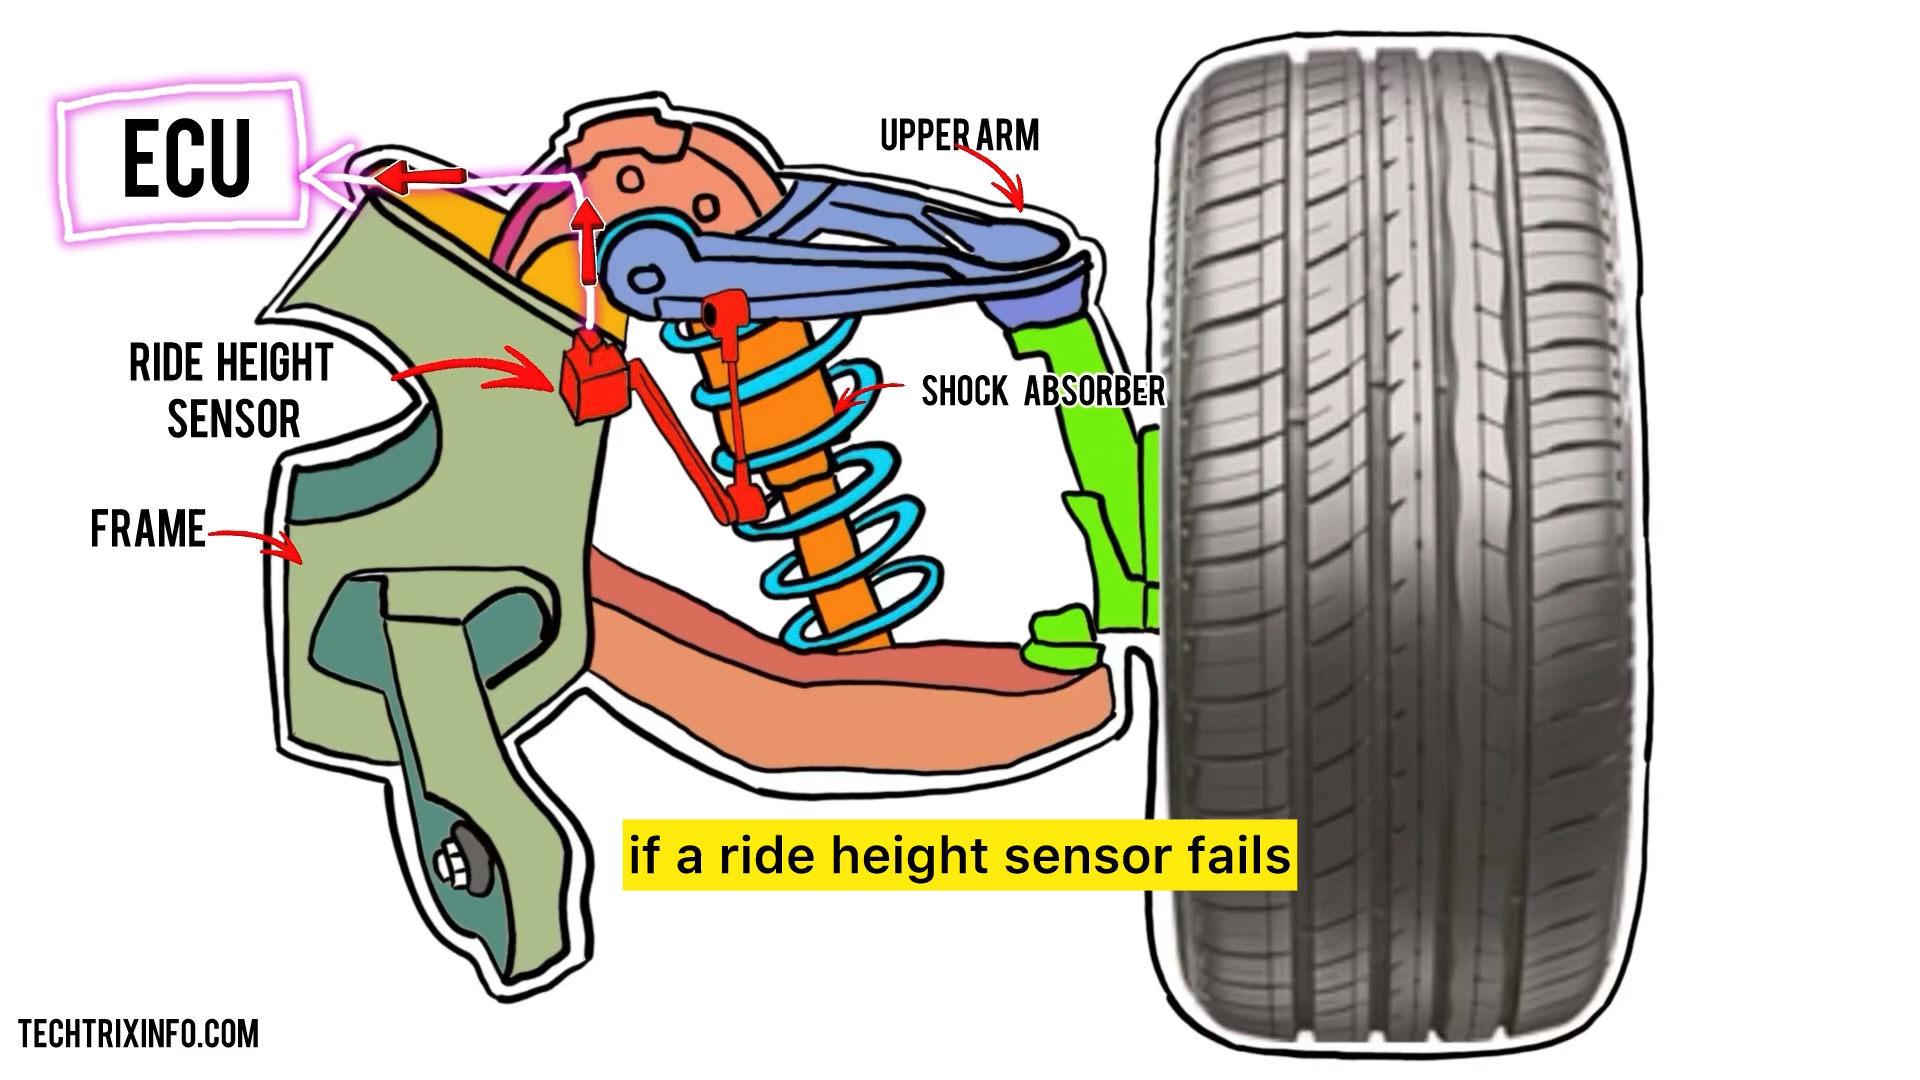 ECU
UPPER ARM
RIDE HEIGHT
SENSOR
SHOCK ABSORBER
FRAME
if a ride height sensor fails
TECHTRIXINFO.COM